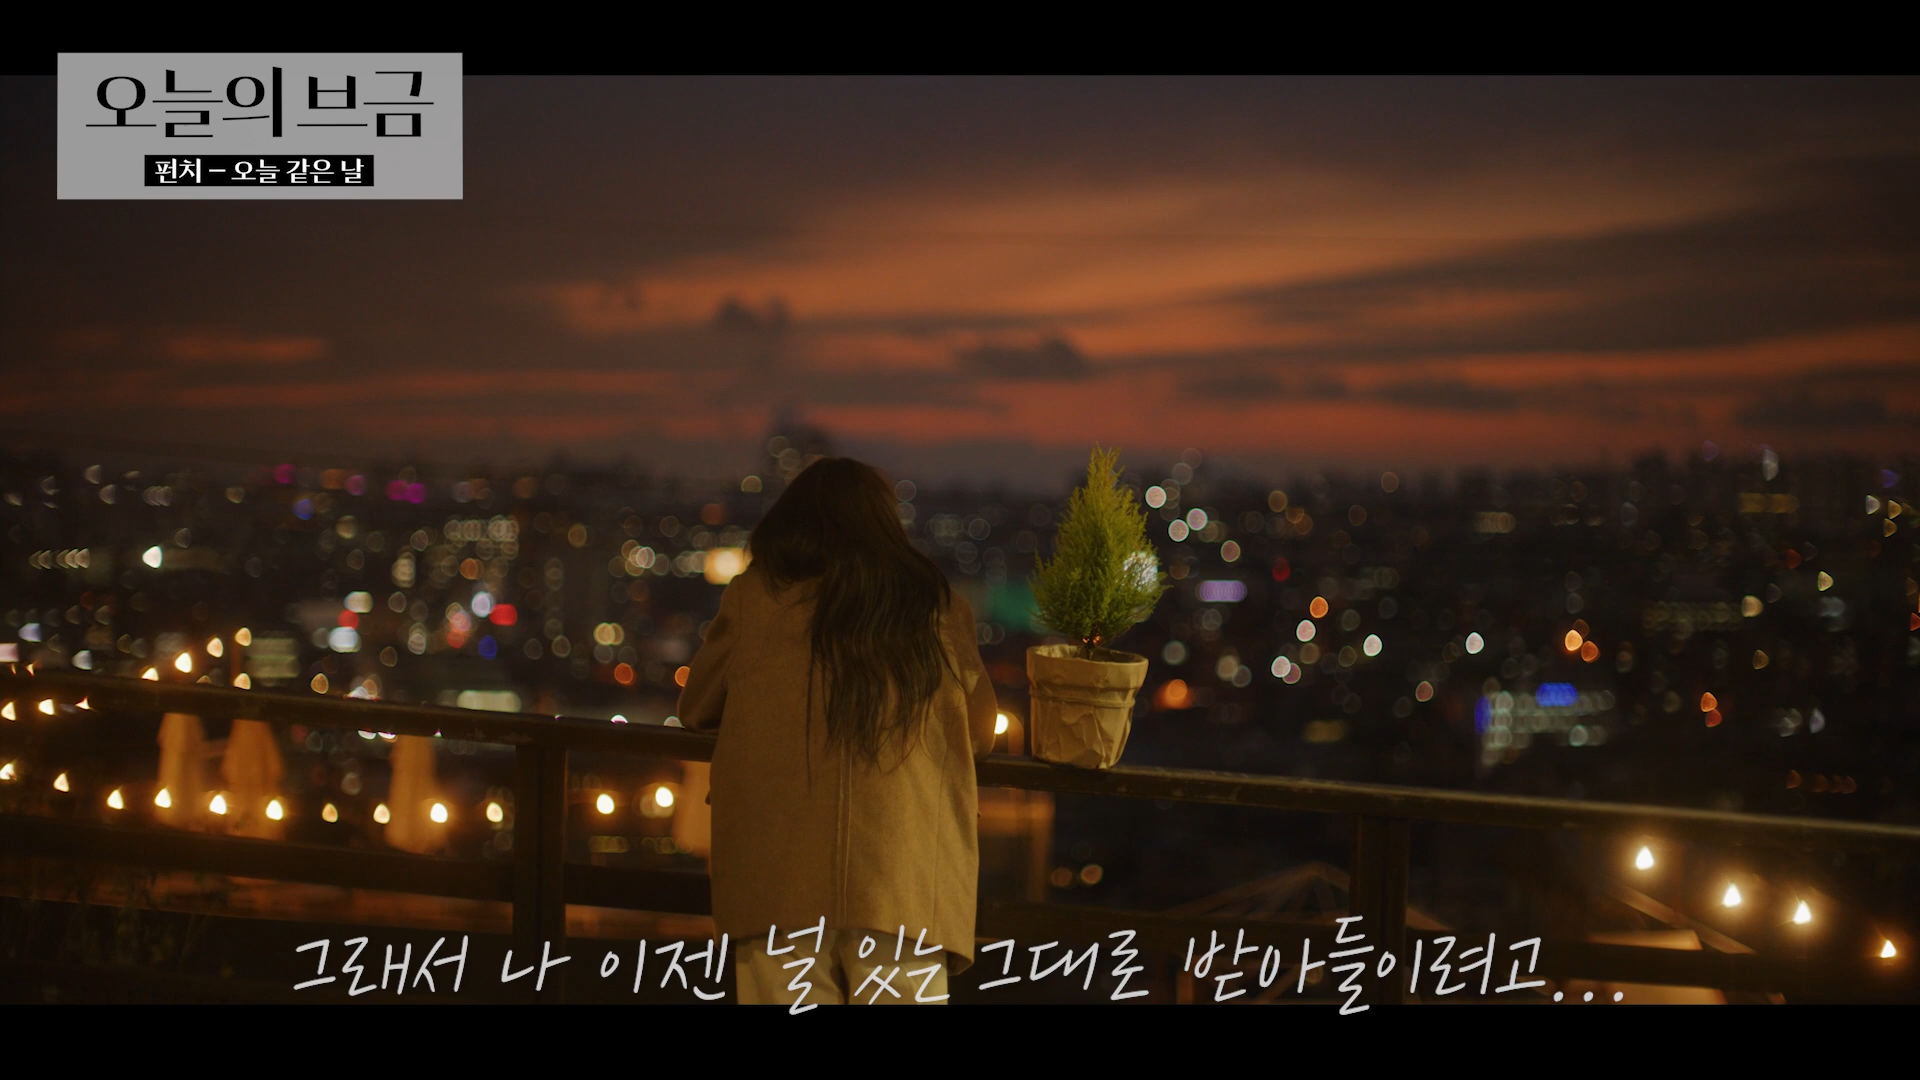 오늘의 브금
펀치 - 오늘 같은 날
그래서 나 이젠 널 있는 그대로 받아들이려고...